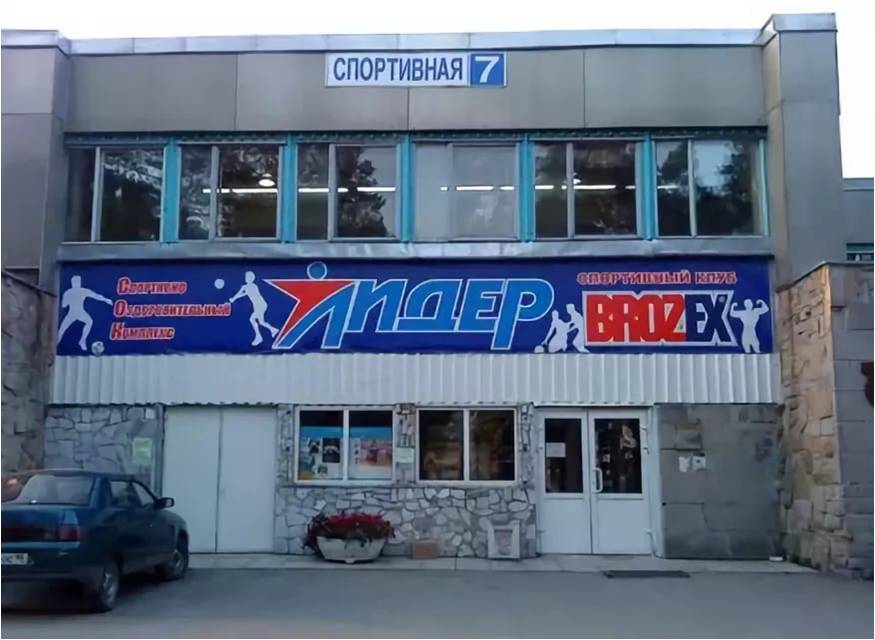 СПОРТИВНАЯ 7
Спортивно
Оздоровительный
Комплекс
ЛИДЕР
СПОРТИВНЫЙ КЛУБ
BROZEX